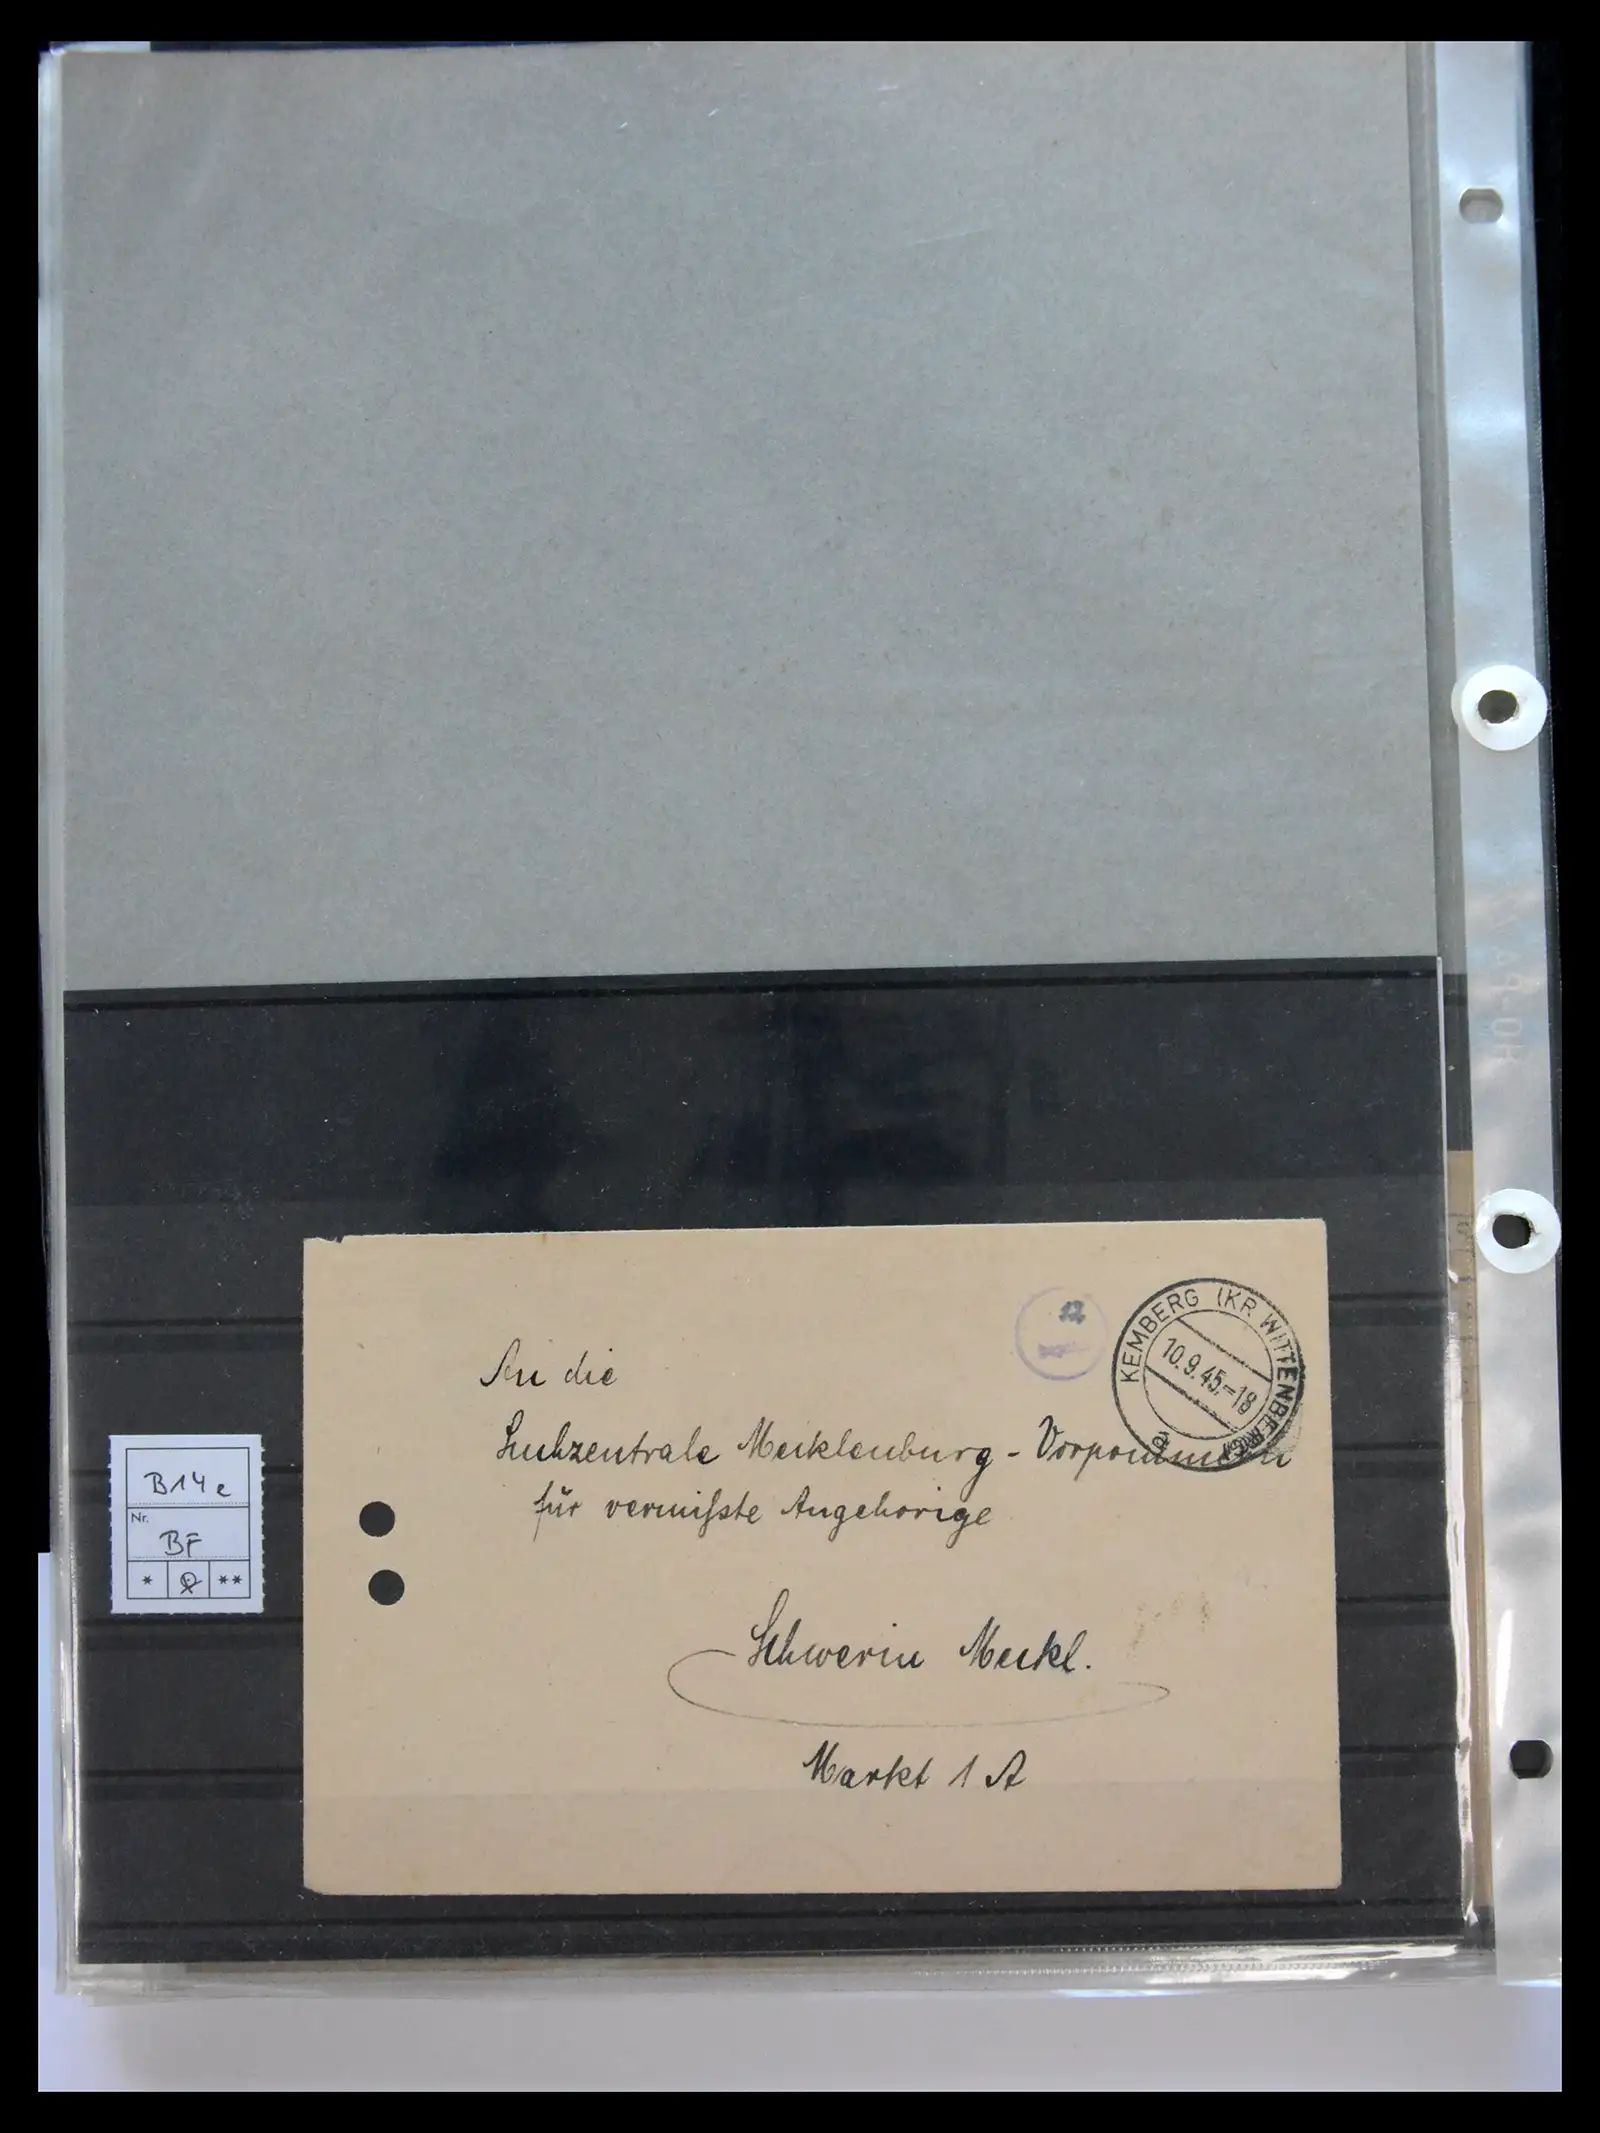 12
KEMBERG (KR WITTENBERG)
10.9.45.-18
An die
Suchzentrale Mecklenburg - Vorpommern
für vermißte Angehörige
Schwerin Meckl.
Markt 1 A
B14e
Nr.
BF
* **